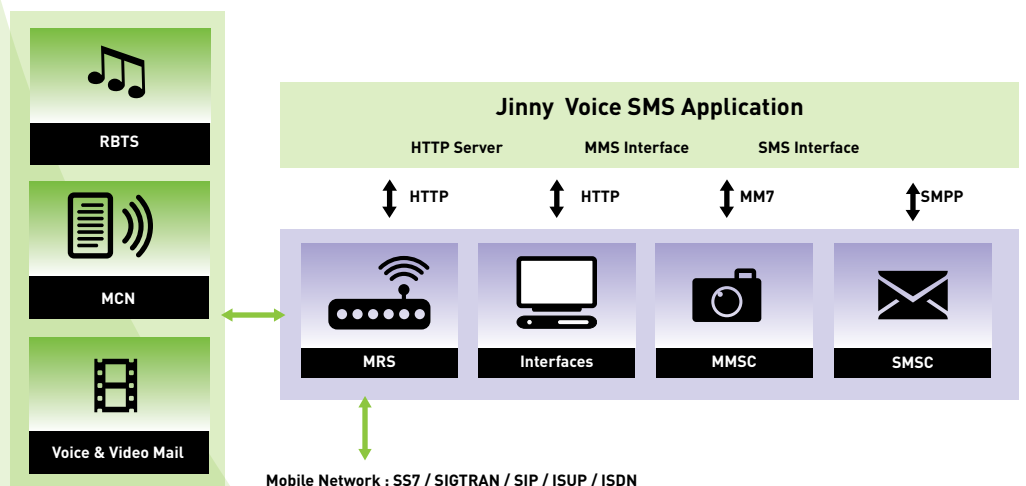 RBTS
MCN
Voice & Video Mail
Jinny Voice SMS Application
HTTP Server MMS Interface SMS Interface
HTTP HTTP MM7 SMPP
MRS Interfaces MMSC SMSC
Mobile Network : SS7 / SIGTRAN / SIP / ISUP / ISDN